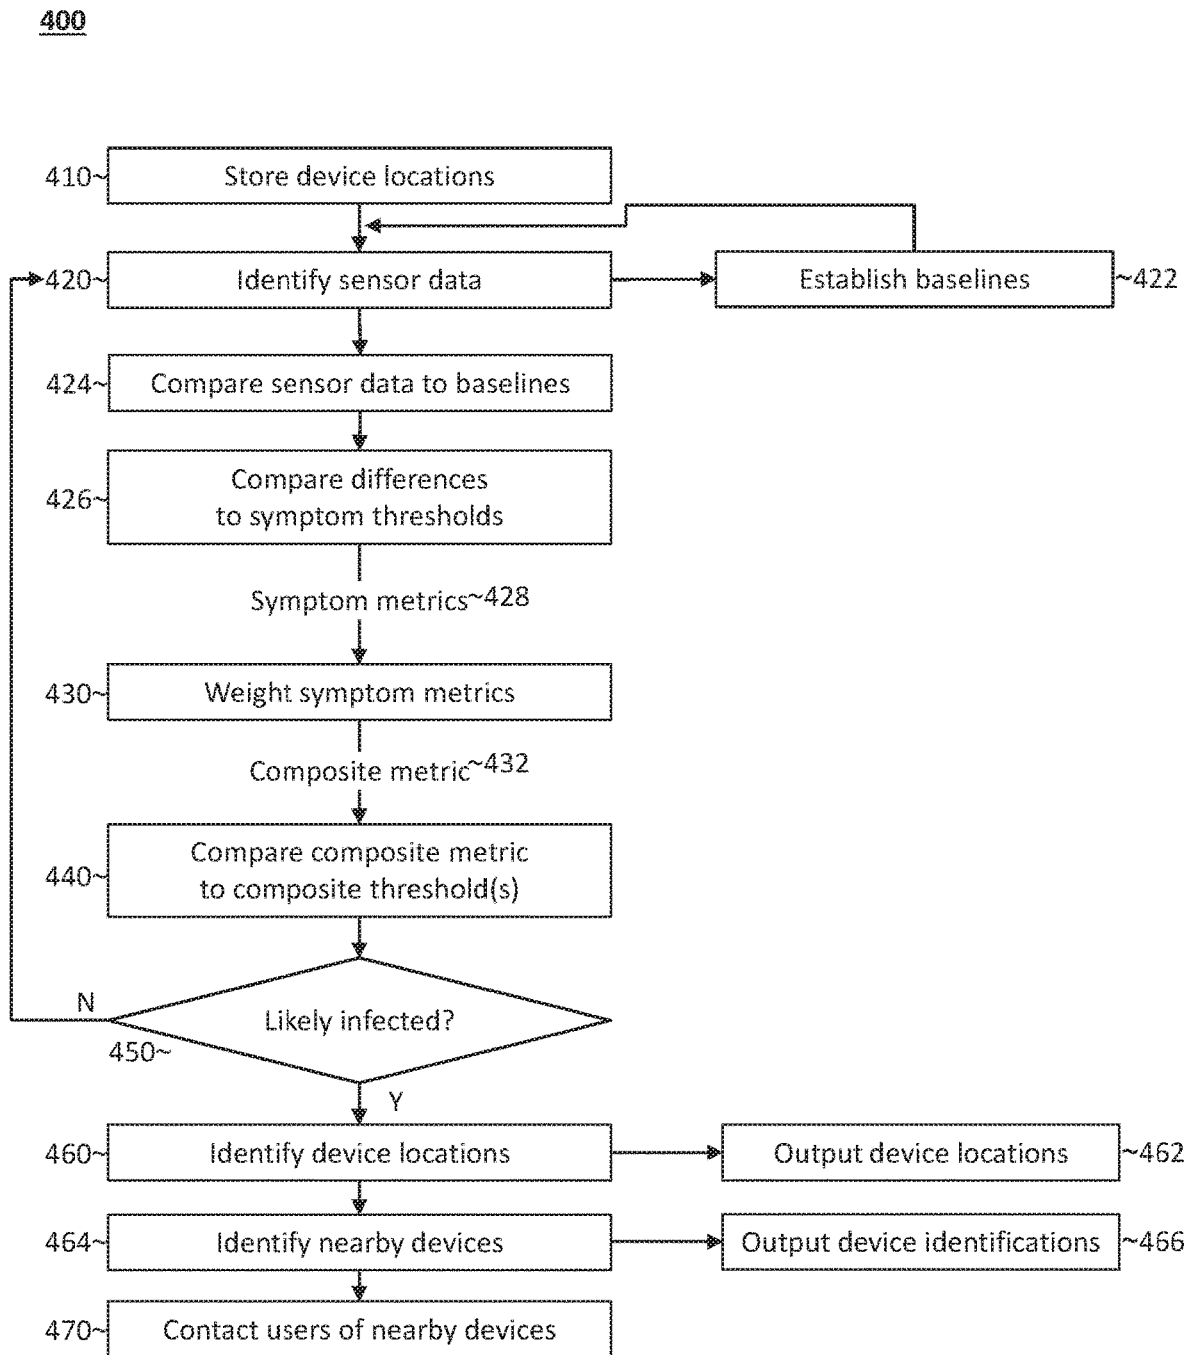 400
410~ Store device locations
420~ Identify sensor data
Establish baselines ~422
424~ Compare sensor data to baselines
426~ Compare differences
to symptom thresholds
Symptom metrics~428
430~ Weight symptom metrics
Composite metric~432
440~ Compare composite metric
to composite threshold(s)
N
Likely infected?
450~
Y
460~ Identify device locations
Output device locations ~462
464~ Identify nearby devices
Output device identifications ~466
470~ Contact users of nearby devices